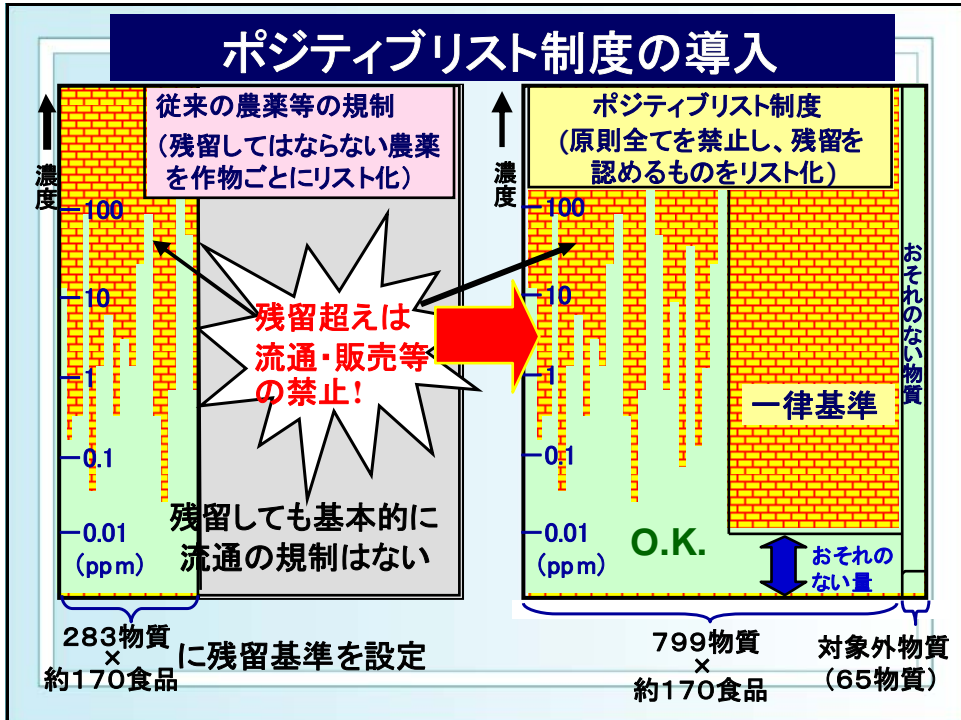 ポジティブリスト制度の導入
濃度
従来の農薬等の規制
(残留してはならない農薬
を作物ごとにリスト化)
100
10
1
0.1
0.01
(ppm)
残留超えは
流通・販売等
の禁止!
残留しても基本的に
流通の規制はない
283物質
×
約170食品
に残留基準を設定
濃度
ポジティブリスト制度
(原則全てを禁止し、残留を
認めるものをリスト化)
100
10
1
0.1
0.01
(ppm)
一律基準
O.K.
おそれの
ない量
おそれのない物質
799物質
×
約170食品
対象外物質
(65物質)